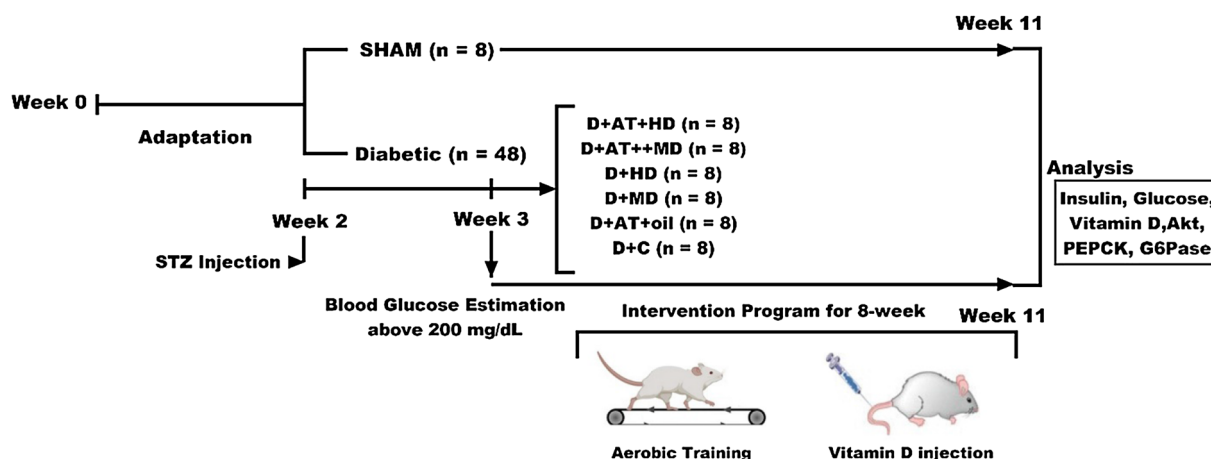 Week 11
SHAM (n = 8)
Week 0
Adaptation
Diabetic (n = 48)
D+AT+HD (n = 8)
D+AT++MD (n = 8)
D+HD (n = 8)
D+MD (n = 8)
D+AT+oil (n = 8)
D+C (n = 8)
Analysis
Insulin, Glucose,
Vitamin D,Akt,
PEPCK, G6Pase
Week 2
Week 3
STZ Injection
Blood Glucose Estimation
above 200 mg/dL
Intervention Program for 8-week
Week 11
Aerobic Training
Vitamin D injection